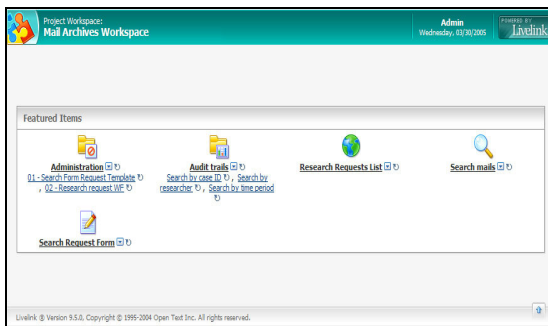 Project Workspace:
Mail Archives Workspace
Admin
Wednesday, 03/30/2005
POWERED BY
Livelink
Featured Items
Administration
01 - Search Form Request Template
, 02 - Research request WF
Audit trails
Search by case ID , Search by
researcher , Search by time period
Research Requests List
Search mails
Search Request Form
Livelink ® Version 9.5.0, Copyright © 1995-2004 Open Text Inc. All rights reserved.